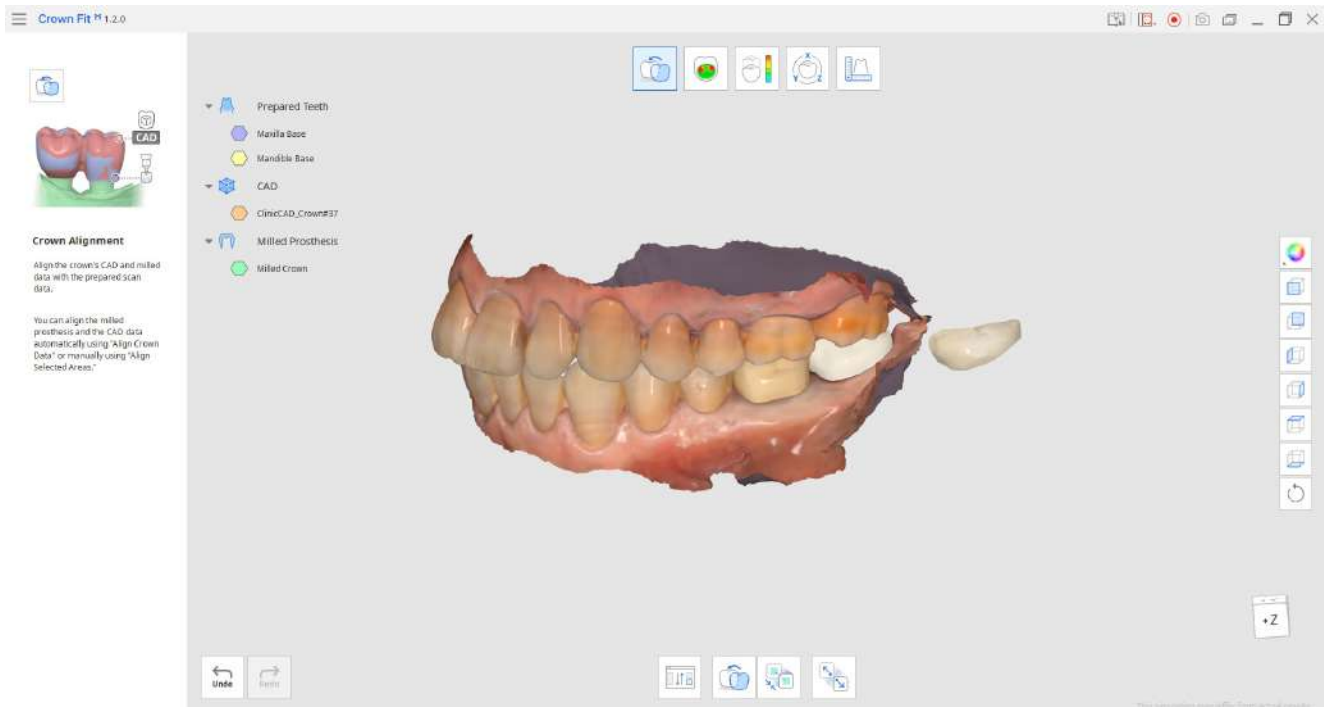 Crown Fit M 1.2.0
CAD
Crown Alignment
Align the crown's CAD and milled
data with the prepared scan
data.
You can align the milled
prosthesis and the CAD data
automatically using "Align Crown
Data" or manually using "Align
Selected Areas."
Prepared Teeth
Maxilla Base
Mandible Base
CAD
ClinicCAD_Crown#37
Milled Prosthesis
Milled Crown
X
Y
Z
+Z
Undo
Redo